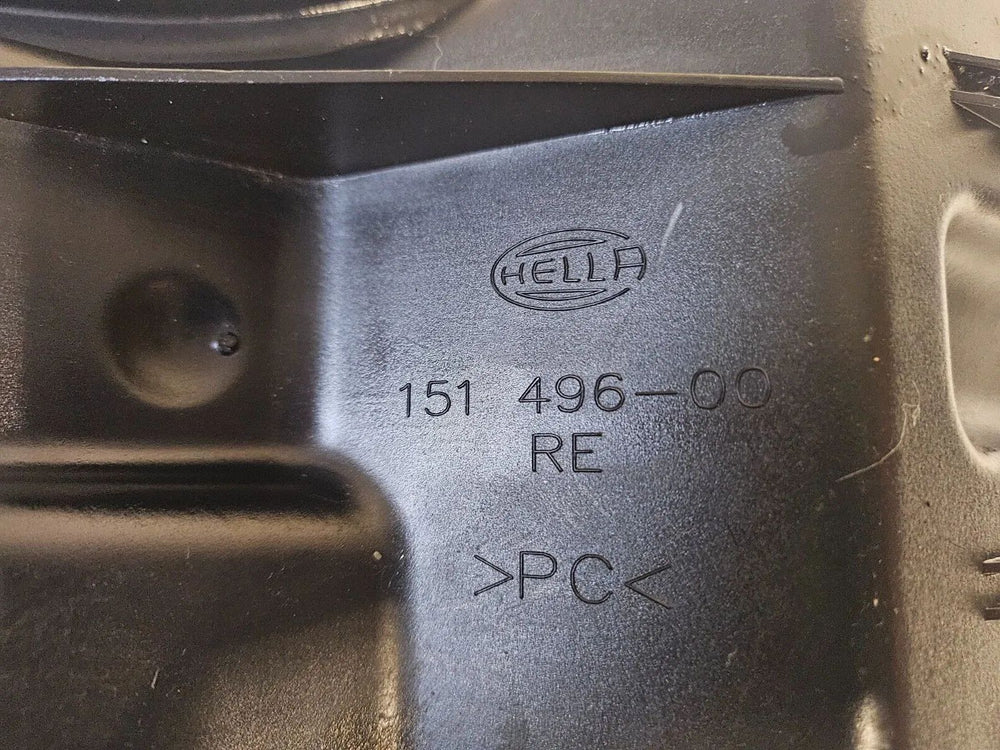 HELLA
151 496-00
RE
>PC<